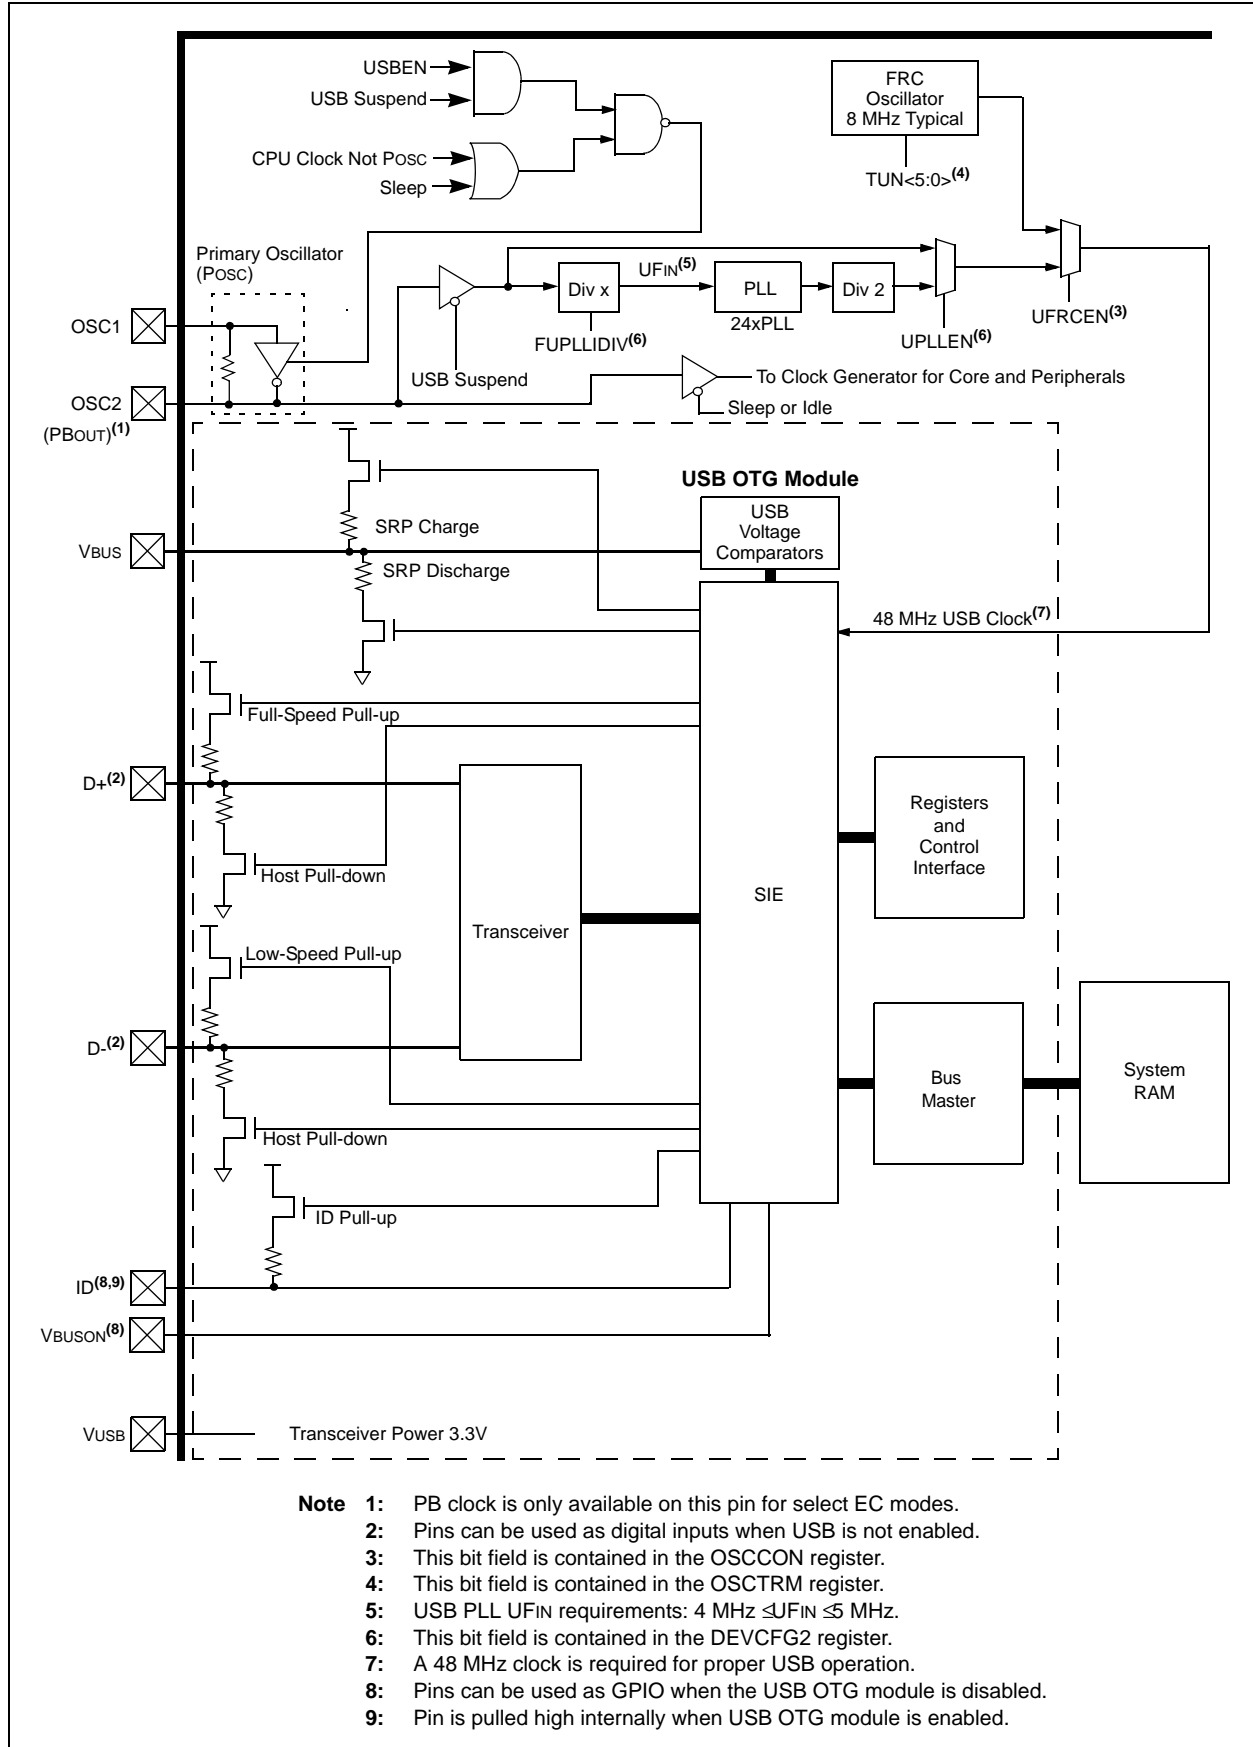 USBEN
USB Suspend
CPU Clock Not POSC
Sleep
FRC
Oscillator
8 MHz Typical
TUN<5:0>(4)
Primary Oscillator
(POSC)
UFIN(5)
Div x
PLL
Div 2
24xPLL
FUPLLIDIV(6)
UPLLEN(6)
UFRCEN(3)
OSC1
USB Suspend
To Clock Generator for Core and Peripherals
OSC2
(PBOUT)(1)
Sleep or Idle
USB OTG Module
USB
Voltage
Comparators
SRP Charge
VBUS
SRP Discharge
48 MHz USB Clock(7)
Full-Speed Pull-up
D+(2)
Registers
and
Control
Interface
Host Pull-down
SIE
Transceiver
Low-Speed Pull-up
D-(2)
Bus
Master
System
RAM
Host Pull-down
ID Pull-up
ID(8,9)
VBUSON(8)
VUSB
Transceiver Power 3.3V
Note 1: PB clock is only available on this pin for select EC modes.
2: Pins can be used as digital inputs when USB is not enabled.
3: This bit field is contained in the OSCCON register.
4: This bit field is contained in the OSCTRM register.
5: USB PLL UFIN requirements: 4 MHz ≤UFIN ≤5 MHz.
6: This bit field is contained in the DEVCFG2 register.
7: A 48 MHz clock is required for proper USB operation.
8: Pins can be used as GPIO when the USB OTG module is disabled.
9: Pin is pulled high internally when USB OTG module is enabled.